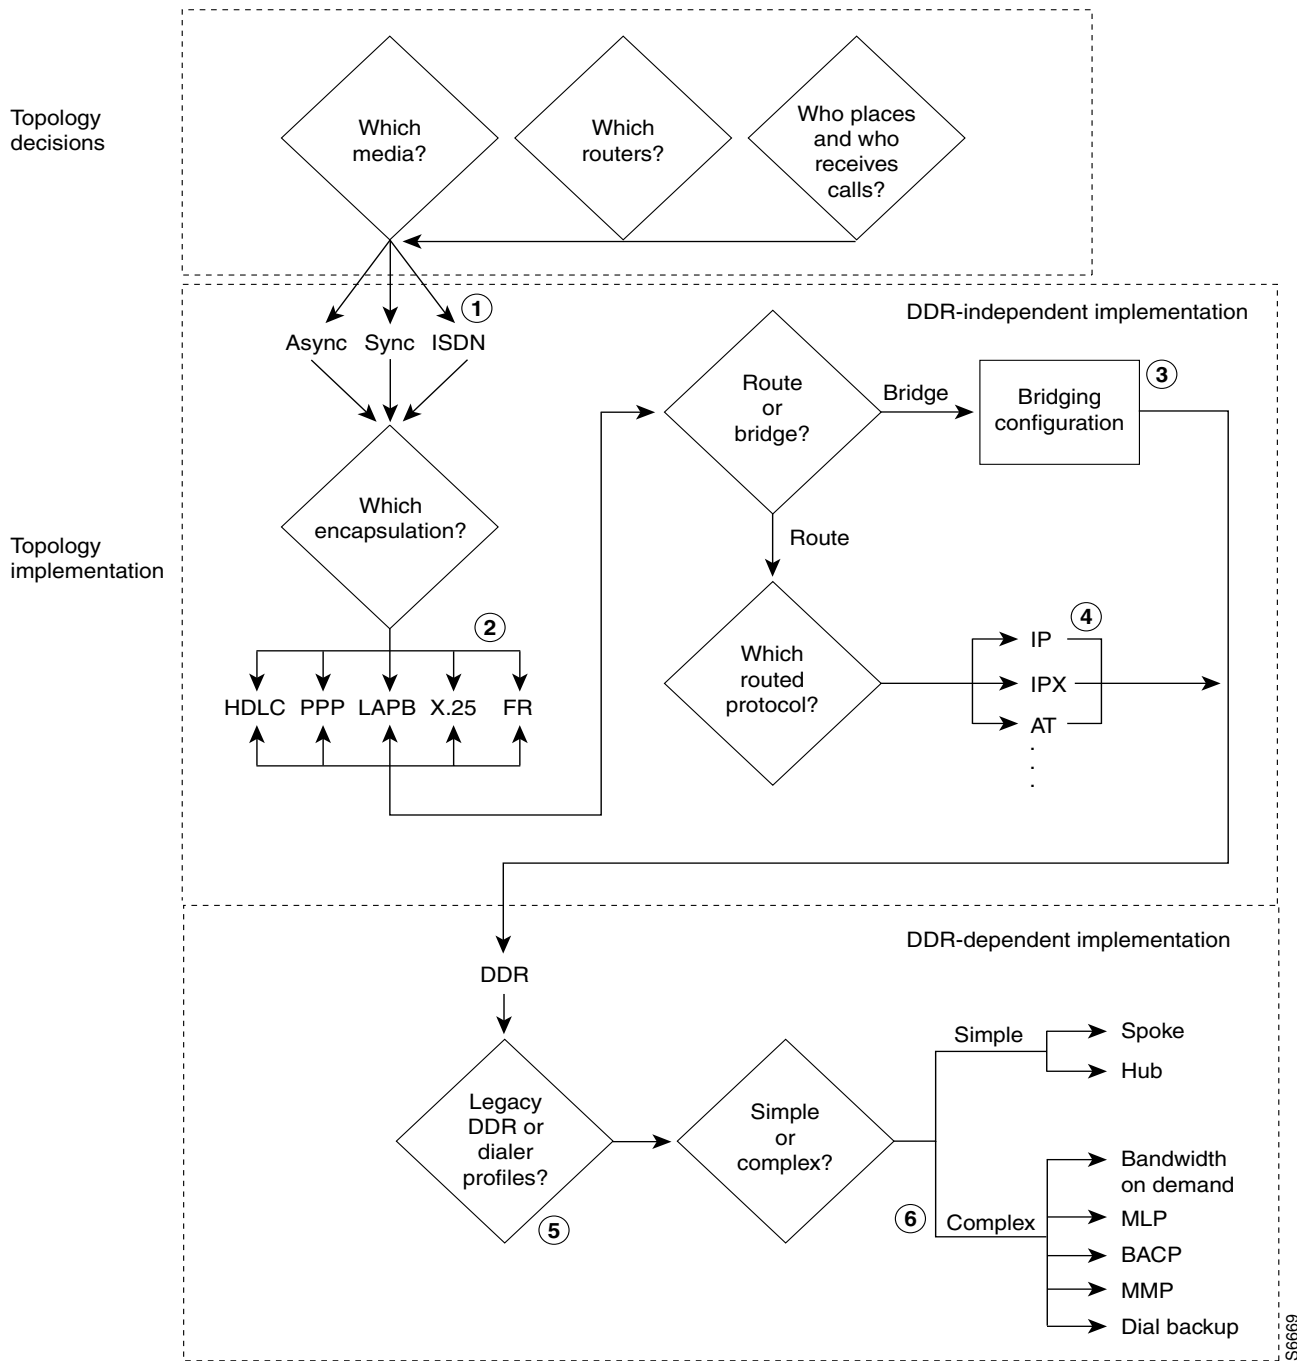 Topology
decisions
Which
media?
Which
routers?
Who places
and who
receives
calls?
Topology
implementation
DDR-independent implementation
1
Async
Sync
ISDN
Which
encapsulation?
2
HDLC
PPP
LAPB
X.25
FR
Route
or
bridge?
Bridge
3
Bridging
configuration
Route
Which
routed
protocol?
4
IP
IPX
AT
.
.
.
DDR-dependent implementation
DDR
Legacy
DDR or
dialer
profiles?
5
Simple
or
complex?
6
Simple
Spoke
Hub
Complex
Bandwidth
on demand
MLP
BACP
MMP
Dial backup
S6669